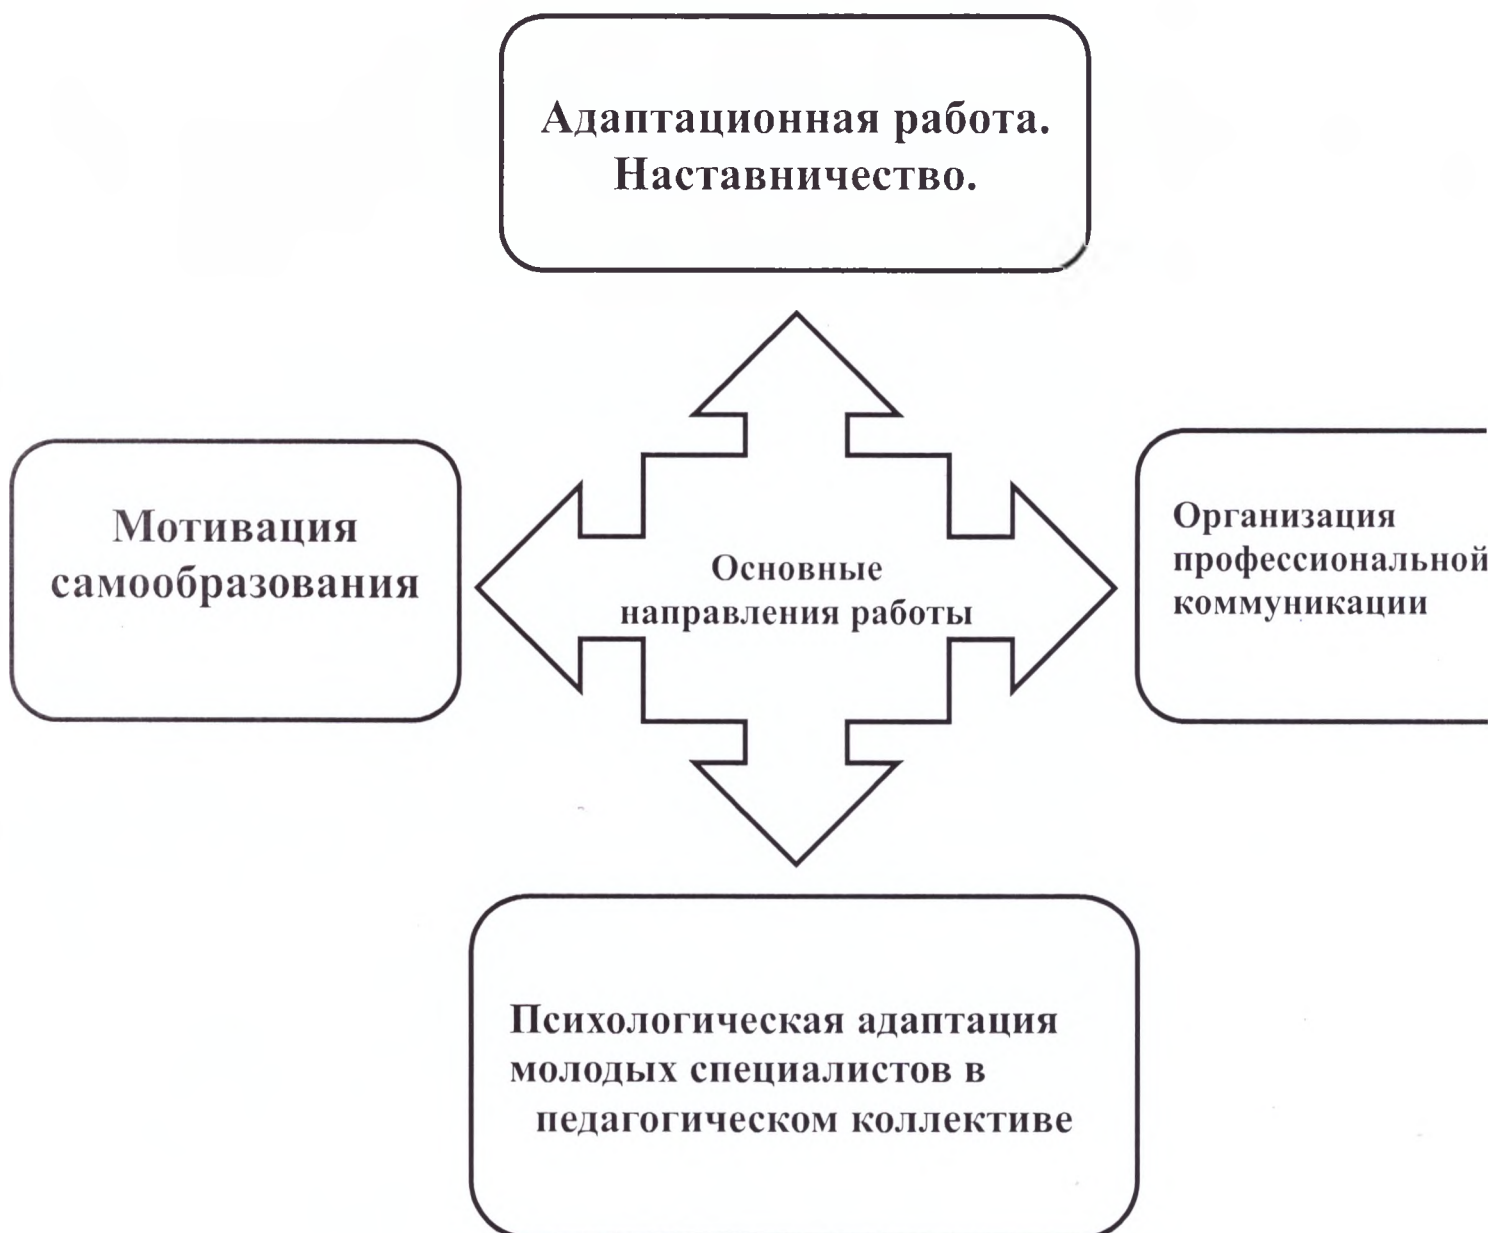 Адаптационная работа.
Наставничество.
Мотивация
самообразования
Основные
направления работы
Организация
профессиональной
коммуникации
Психологическая адаптация
молодых специалистов в
педагогическом коллективе